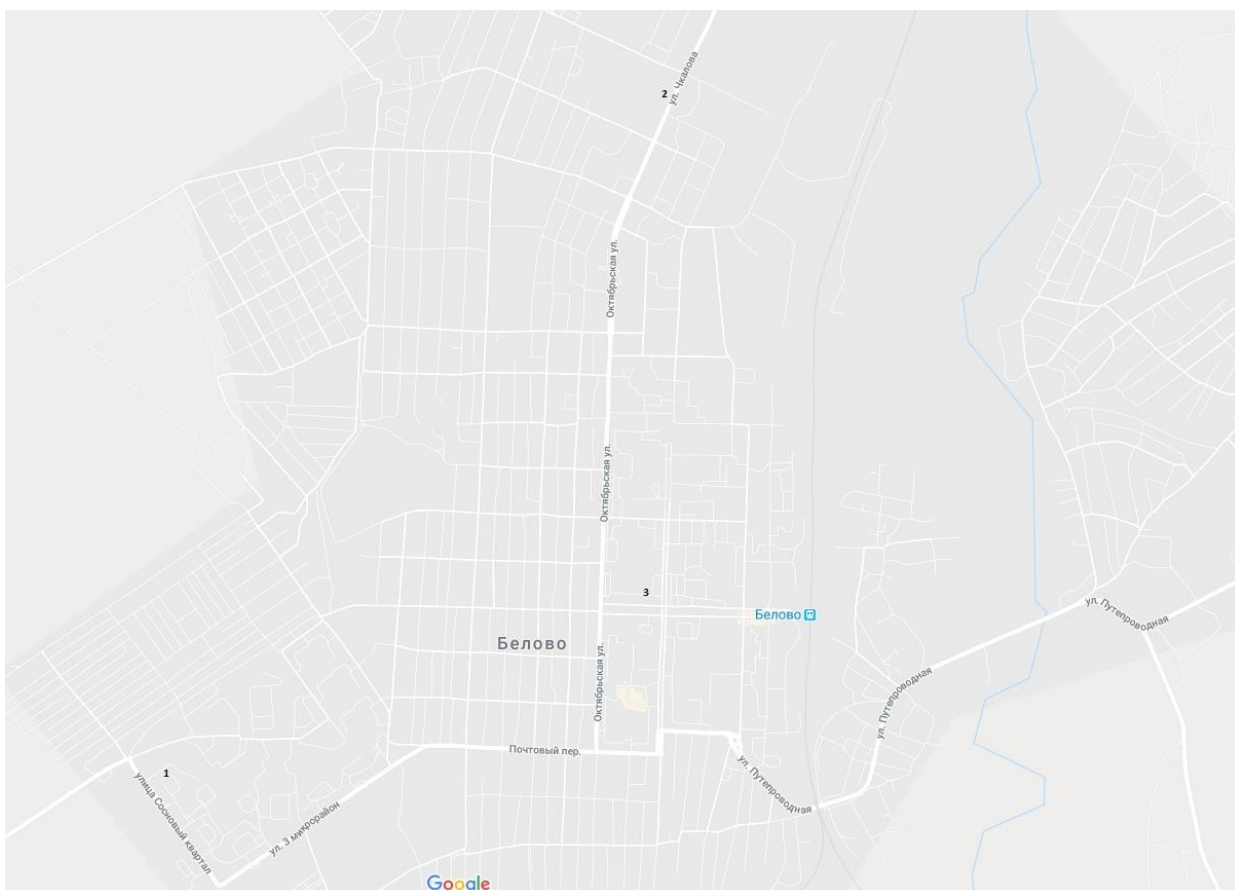 2
ул. Чкалова
Октябрьская ул.
Октябрьская ул.
3
Белово
ул. Путепроводная
Белово
Октябрьская ул.
ул. Путепроводная
Почтовый пер.
1
улица Сосновый квартал
ул. 3 микрорайон
ул. Путепроводная
Google